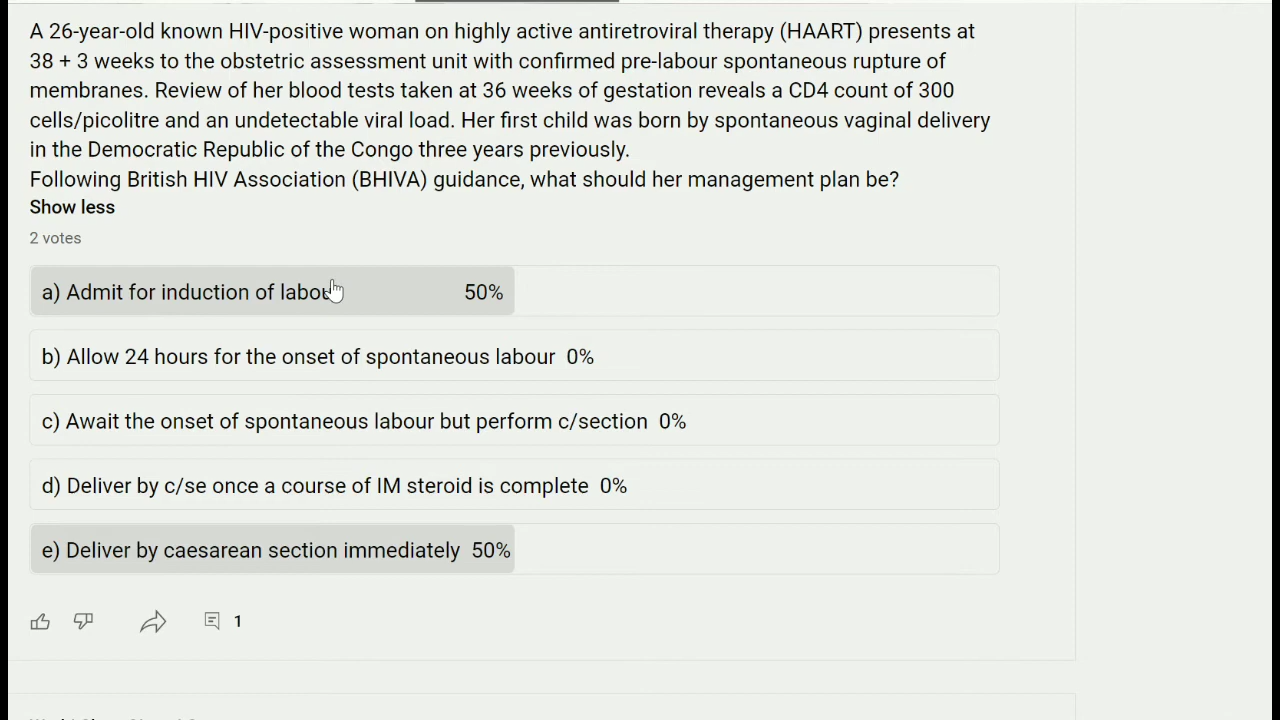 A 26-year-old known HIV-positive woman on highly active antiretroviral therapy (HAART) presents at
38 + 3 weeks to the obstetric assessment unit with confirmed pre-labour spontaneous rupture of
membranes. Review of her blood tests taken at 36 weeks of gestation reveals a CD4 count of 300
cells/picolitre and an undetectable viral load. Her first child was born by spontaneous vaginal delivery
in the Democratic Republic of the Congo three years previously.
Following British HIV Association (BHIVA) guidance, what should her management plan be?
Show less
2 votes
a) Admit for induction of labour 50%
b) Allow 24 hours for the onset of spontaneous labour 0%
c) Await the onset of spontaneous labour but perform c/section 0%
d) Deliver by c/se once a course of IM steroid is complete 0%
e) Deliver by caesarean section immediately 50%
1